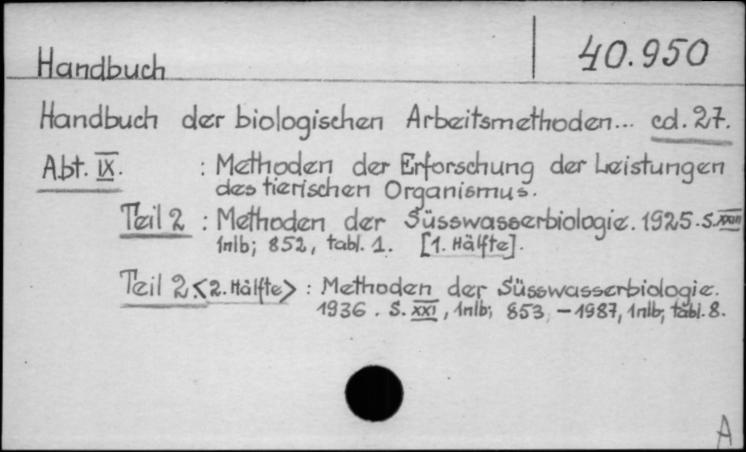 40.950
Handbuch
Handbuch der biologischen Arbeitsmethoden... cd. 27.
Abt. IX. : Methoden der Erforschung der Leistungen
des tierischen Organismus.
Teil 2 : Methoden der Süsswasserbiologie. 1925. S.
1nlb; 852, tabl. 1. [1. Hälfte].
Teil 2 <2. Hälfte> : Methoden der Süsswasserbiologie.
1936. S. XXI, 1nlb; 853 - 1987, 1nlb; tabl. 8.
A